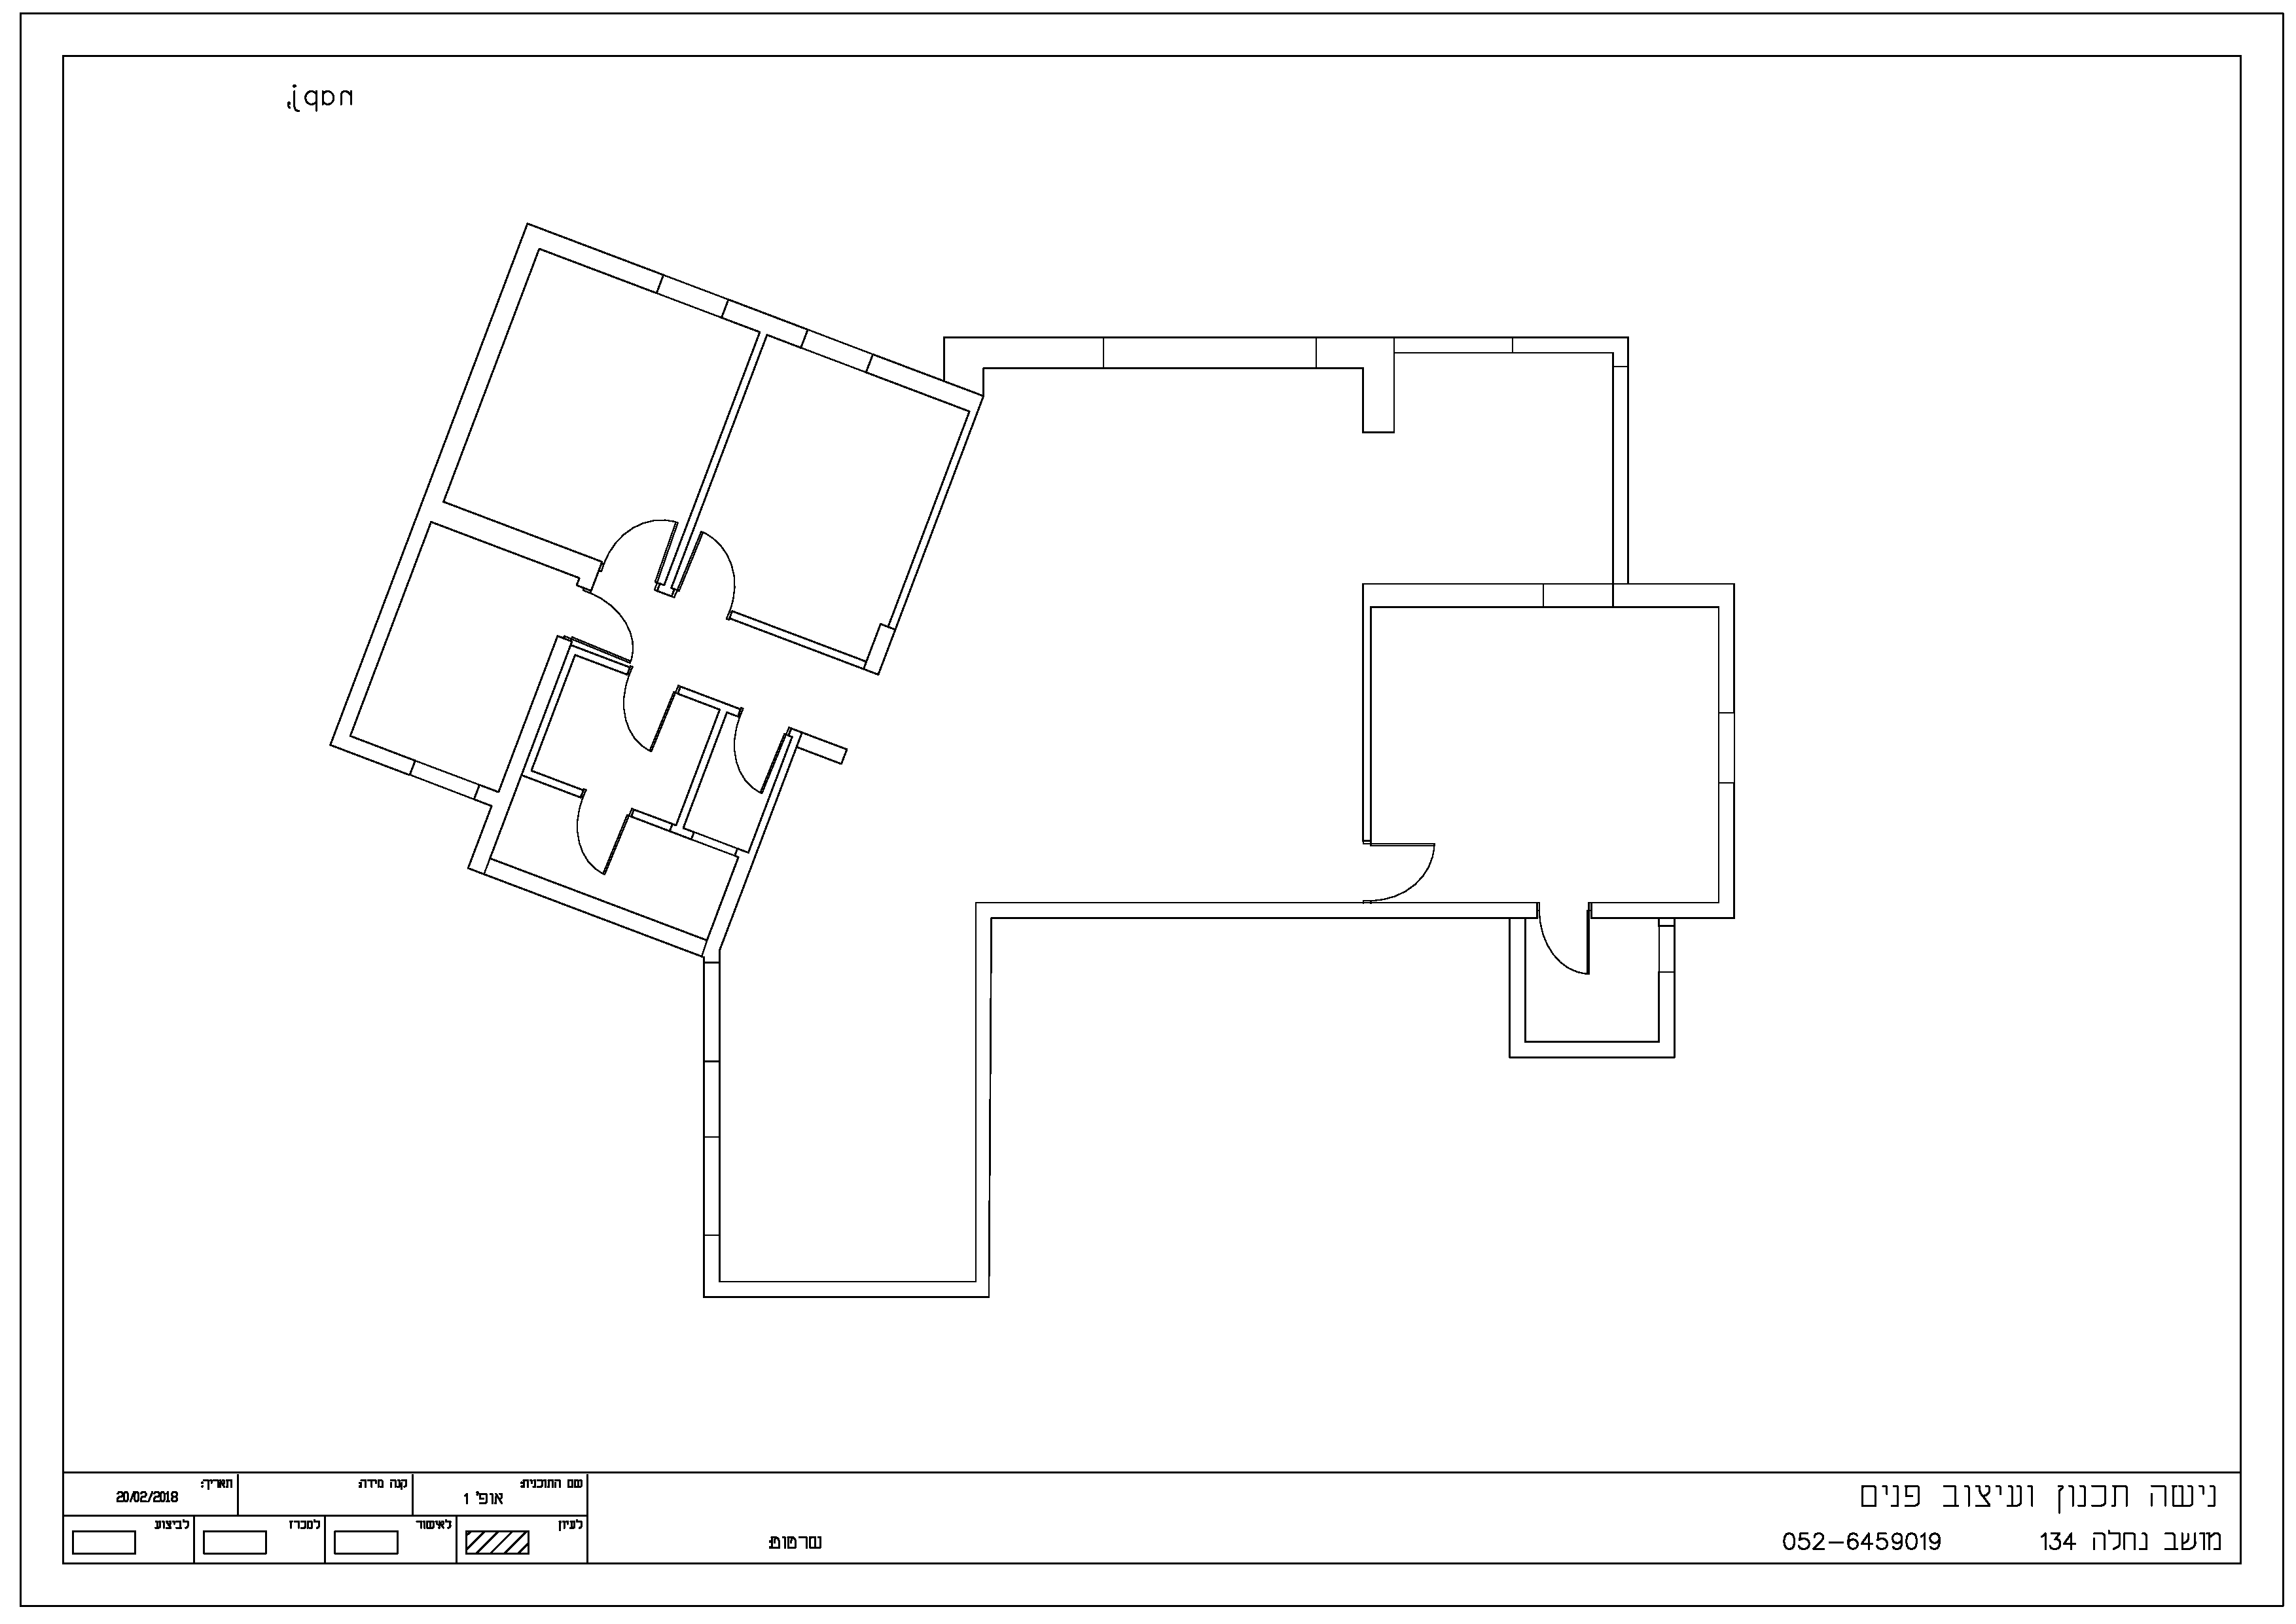 napj,
נישה תכנון ועיצוב פנים
מושב נחלה 134 052-6459019
שרטוט:
שם התוכנית:
אופ' 1
קנה מידה:
תאריך:
20/02/2018
לעיון
לאישור
למכרז
לביצוע